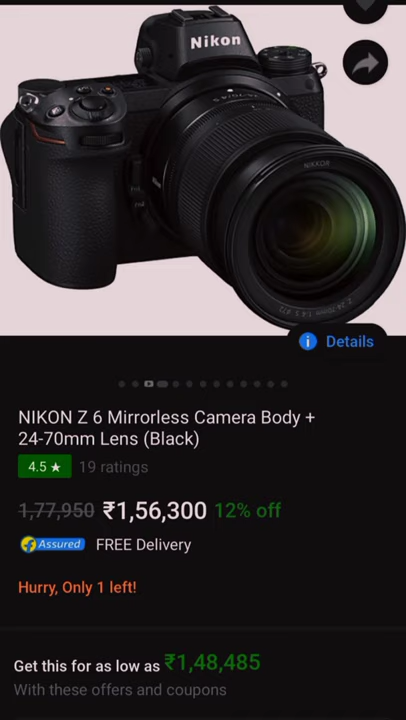 Nikon
NIKKOR
Details
NIKON Z 6 Mirrorless Camera Body +
24-70mm Lens (Black)
4.5 ★ 19 ratings
1,77,950 ₹1,56,300 12% off
Assured FREE Delivery
Hurry, Only 1 left!
Get this for as low as ₹1,48,485
With these offers and coupons